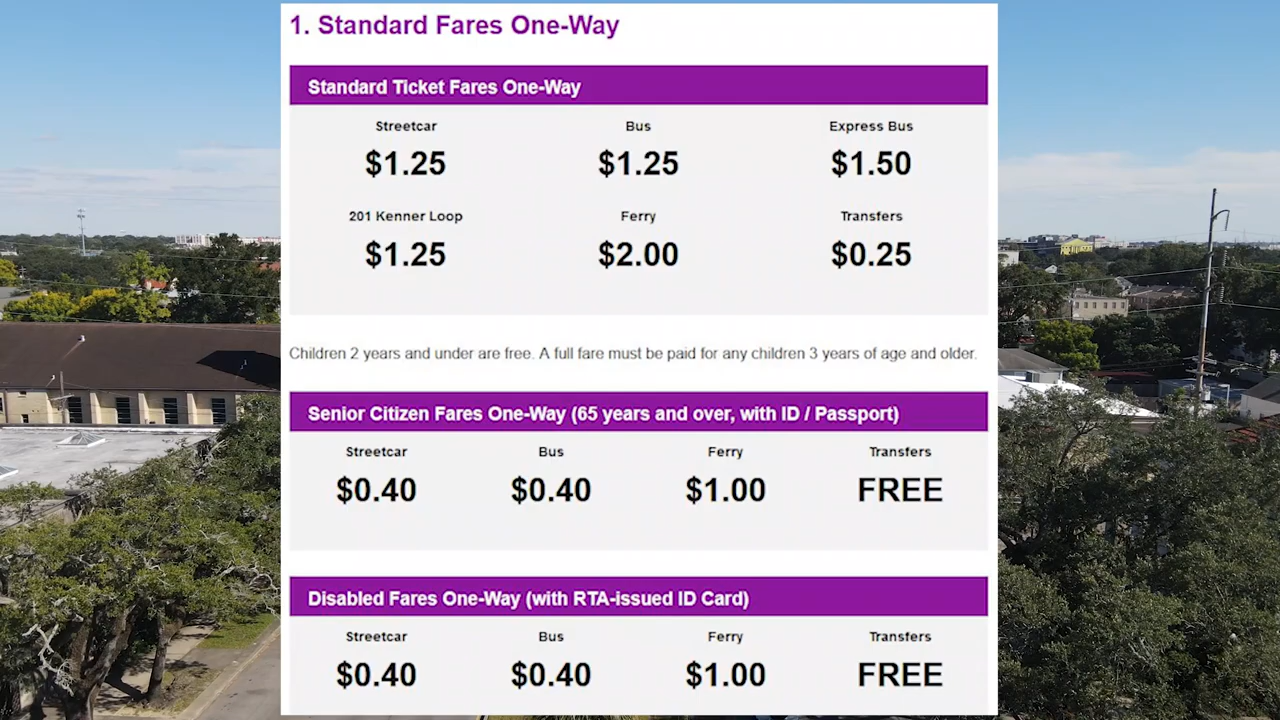 1. Standard Fares One-Way
Standard Ticket Fares One-Way
Streetcar Bus Express Bus
$1.25 $1.25 $1.50
201 Kenner Loop Ferry Transfers
$1.25 $2.00 $0.25
Children 2 years and under are free. A full fare must be paid for any children 3 years of age and older.
Senior Citizen Fares One-Way (65 years and over, with ID / Passport)
Streetcar Bus Ferry Transfers
$0.40 $0.40 $1.00 FREE
Disabled Fares One-Way (with RTA-issued ID Card)
Streetcar Bus Ferry Transfers
$0.40 $0.40 $1.00 FREE